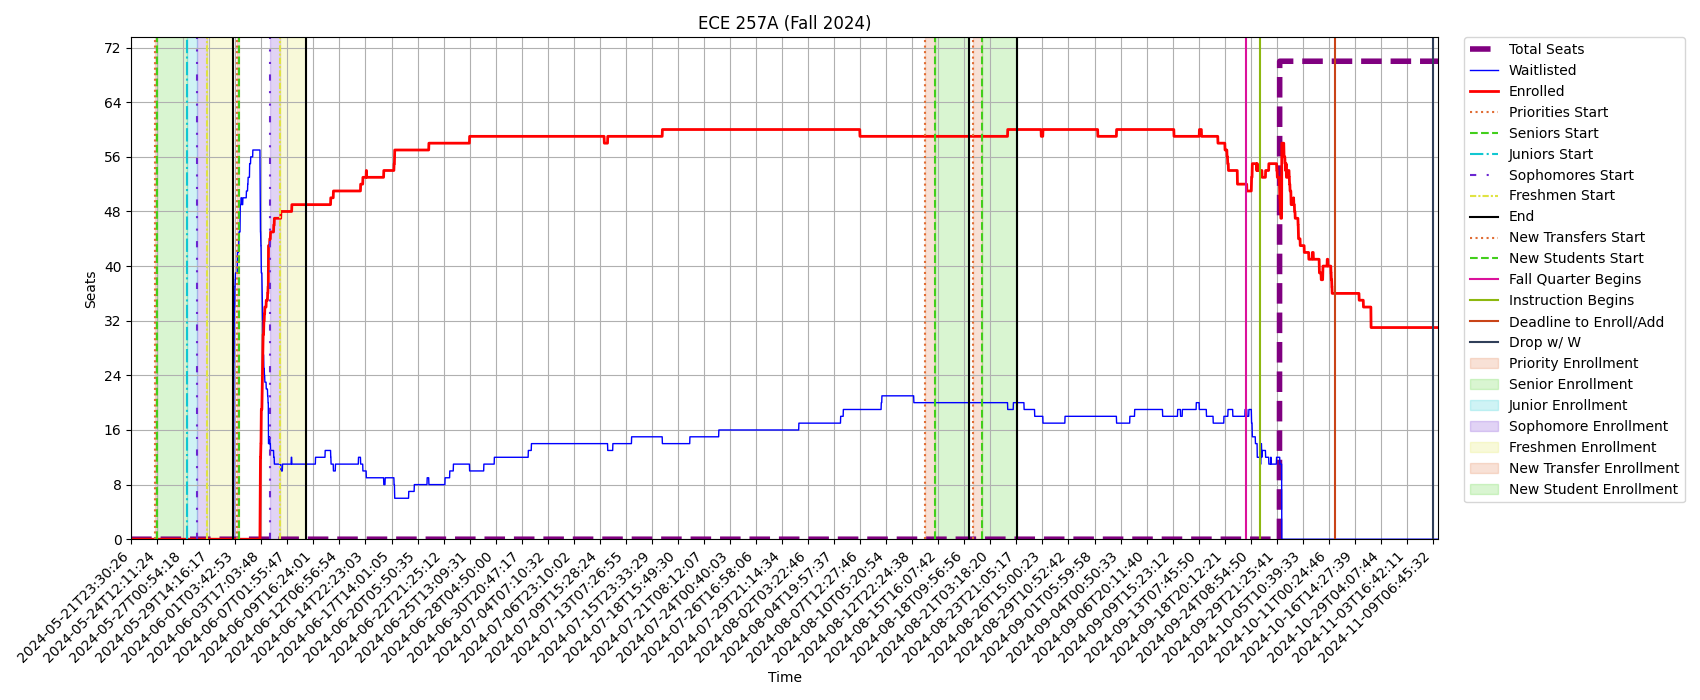 ECE 257A (Fall 2024)
72
64
56
48
40
32
24
16
8
0
Seats
2024-05-21T23:30:26
2024-05-24T12:11:24
2024-05-27T00:54:18
2024-05-29T14:16:17
2024-06-01T03:42:53
2024-06-03T17:03:48
2024-06-07T01:55:47
2024-06-09T16:24:01
2024-06-12T06:56:54
2024-06-14T22:23:03
2024-06-17T14:01:05
2024-06-20T05:50:35
2024-06-22T21:25:12
2024-06-25T13:09:31
2024-06-28T04:50:00
2024-06-30T20:47:17
2024-07-04T07:10:32
2024-07-06T23:10:02
2024-07-09T15:28:24
2024-07-13T07:26:55
2024-07-15T23:33:29
2024-07-18T15:49:30
2024-07-21T08:12:07
2024-07-24T00:40:03
2024-07-26T16:58:06
2024-07-29T11:14:34
2024-08-02T03:22:46
2024-08-04T19:57:37
2024-08-07T12:27:46
2024-08-10T05:20:54
2024-08-12T22:24:38
2024-08-15T16:07:42
2024-08-18T09:56:56
2024-08-21T03:18:20
2024-08-23T21:05:17
2024-08-26T15:00:23
2024-08-29T10:52:42
2024-09-01T05:59:58
2024-09-04T00:50:33
2024-09-06T20:11:40
2024-09-10T15:23:12
2024-09-13T07:45:50
2024-09-18T20:12:21
2024-09-24T08:54:50
2024-09-29T21:25:41
2024-10-05T10:39:33
2024-10-11T00:24:46
2024-10-16T14:27:39
2024-10-29T04:07:44
2024-11-03T16:42:11
2024-11-09T06:45:32
Time
Total Seats
Waitlisted
Enrolled
Priorities Start
Seniors Start
Juniors Start
Sophomores Start
Freshmen Start
End
New Transfers Start
New Students Start
Fall Quarter Begins
Instruction Begins
Deadline to Enroll/Add
Drop w/ W
Priority Enrollment
Senior Enrollment
Junior Enrollment
Sophomore Enrollment
Freshmen Enrollment
New Transfer Enrollment
New Student Enrollment